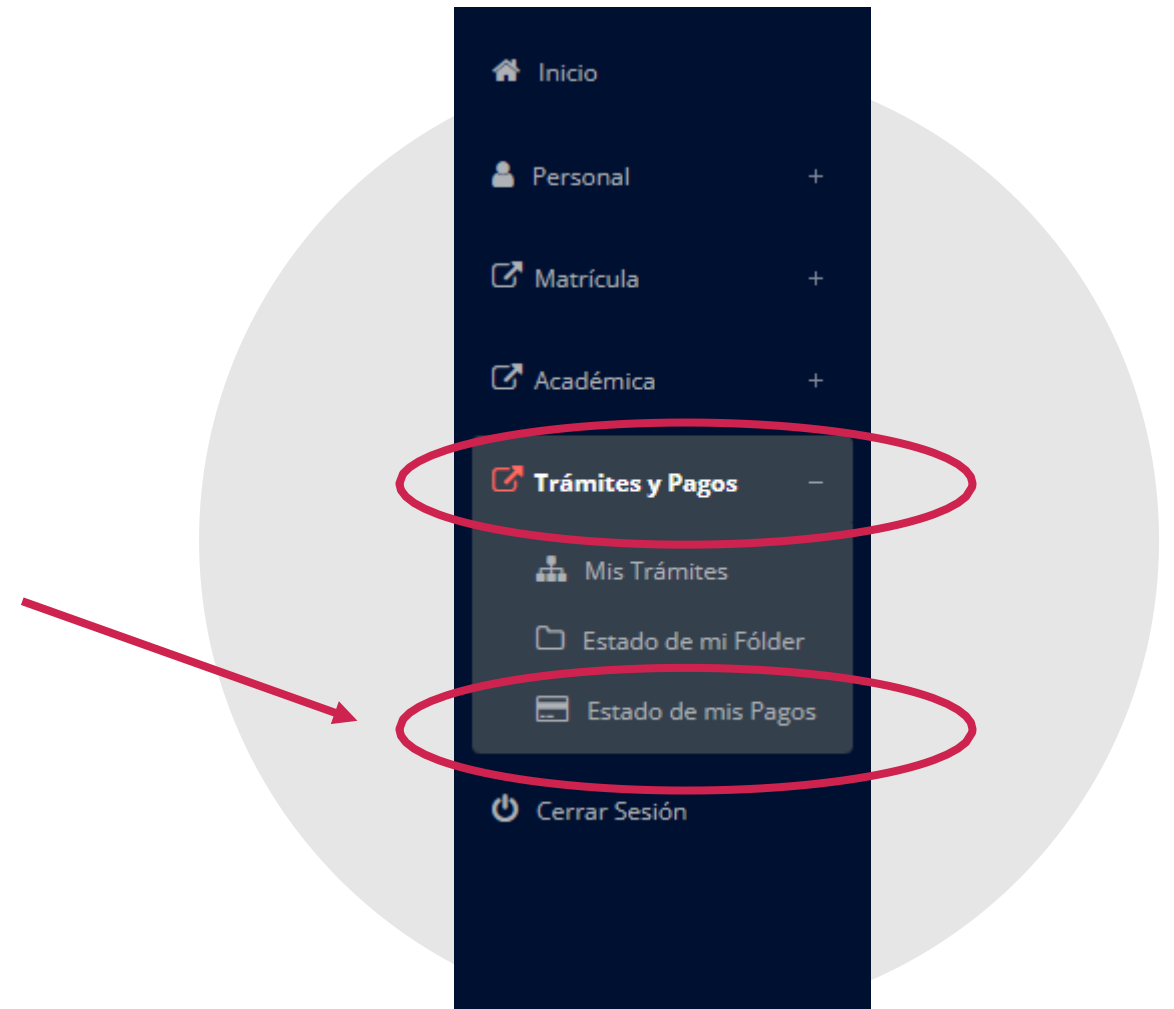 Inicio
Personal +
Matrícula +
Académica +
Trámites y Pagos −
Mis Trámites
Estado de mi Fólder
Estado de mis Pagos
Cerrar Sesión